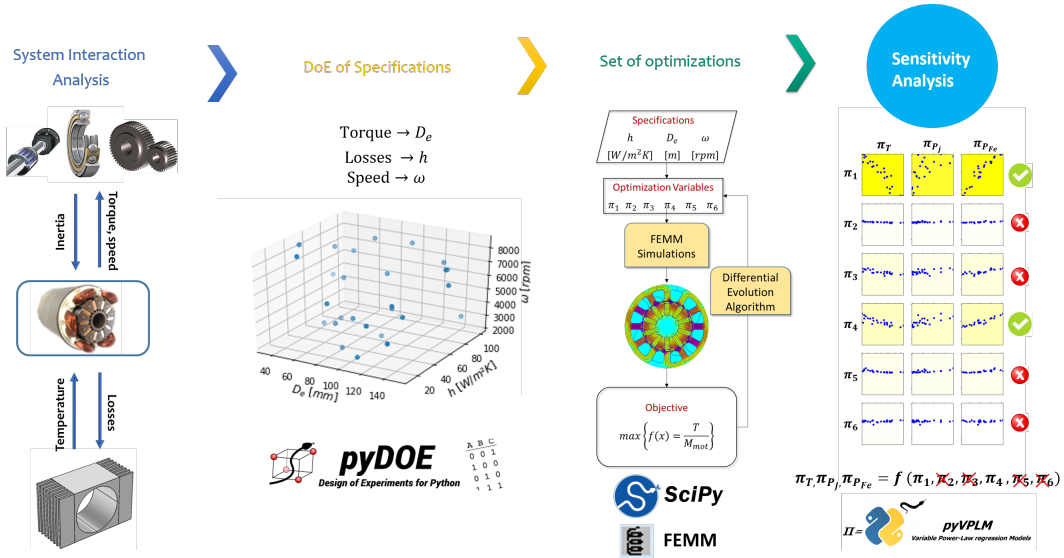 System Interaction
Analysis
Inertia
Torque, speed
Temperature
Losses
DoE of Specifications
Torque → Dₑ
Losses → h
Speed → ω
8000
7000
6000
5000
4000
3000
2000
ω [rpm]
40
60
80
100
120
140
Dₑ [mm]
20
40
60
80
100
h [W/m²K]
pyDOE
Design of Experiments for Python
A B C
0 0 1
1 0 0
0 1 0
1 1 1
Set of optimizations
Specifications
h Dₑ ω
[W/m²K] [m] [rpm]
Optimization Variables
π₁ π₂ π₃ π₄ π₅ π₆
FEMM
Simulations
Differential
Evolution
Algorithm
Objective
max {f(x) = T / M_mot}
SciPy
FEMM
Sensitivity
Analysis
π_T π_Pj π_PFe
π₁
π₂
π₃
π₄
π₅
π₆
π_T, π_Pj, π_PFe = f (π₁, π₂, π₃, π₄ , π₅, π₆)
Π=
pyVPLM
Variable Power-Law regression Models